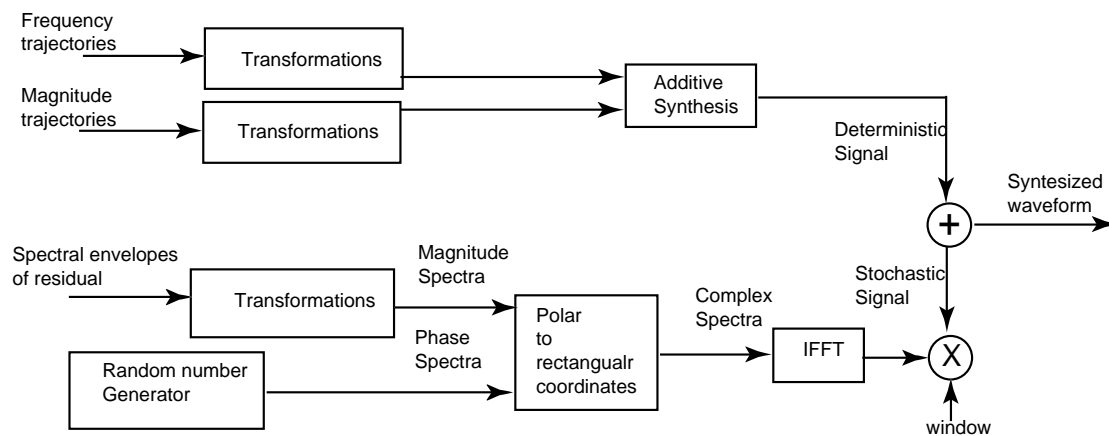 Frequency
trajectories
Transformations
Magnitude
trajectories
Transformations
Additive
Synthesis
Deterministic
Signal
+
Syntesized
waveform
Spectral envelopes
of residual
Transformations
Magnitude
Spectra
Random number
Generator
Phase
Spectra
Polar
to
rectangualr
coordinates
Complex
Spectra
IFFT
Stochastic
Signal
X
window